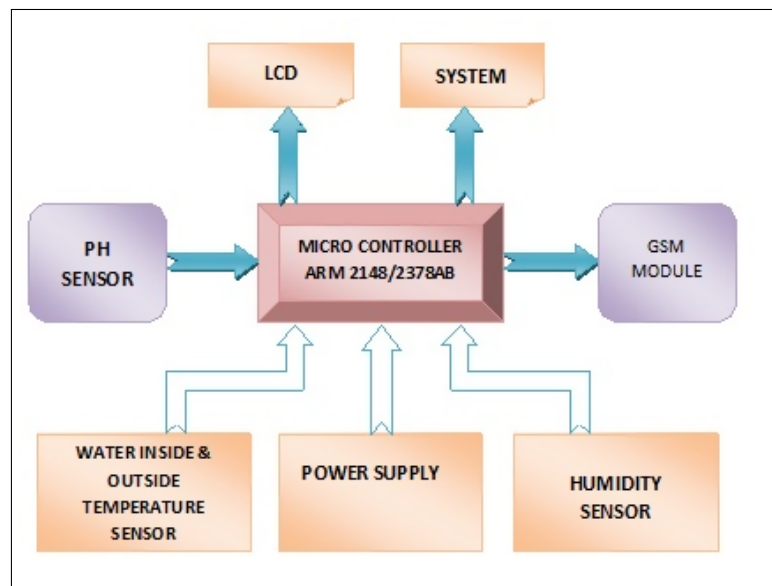 LCD
SYSTEM
PH
SENSOR
MICRO CONTROLLER
ARM 2148/2378AB
GSM
MODULE
WATER INSIDE &
OUTSIDE
TEMPERATURE
SENSOR
POWER SUPPLY
HUMIDITY
SENSOR